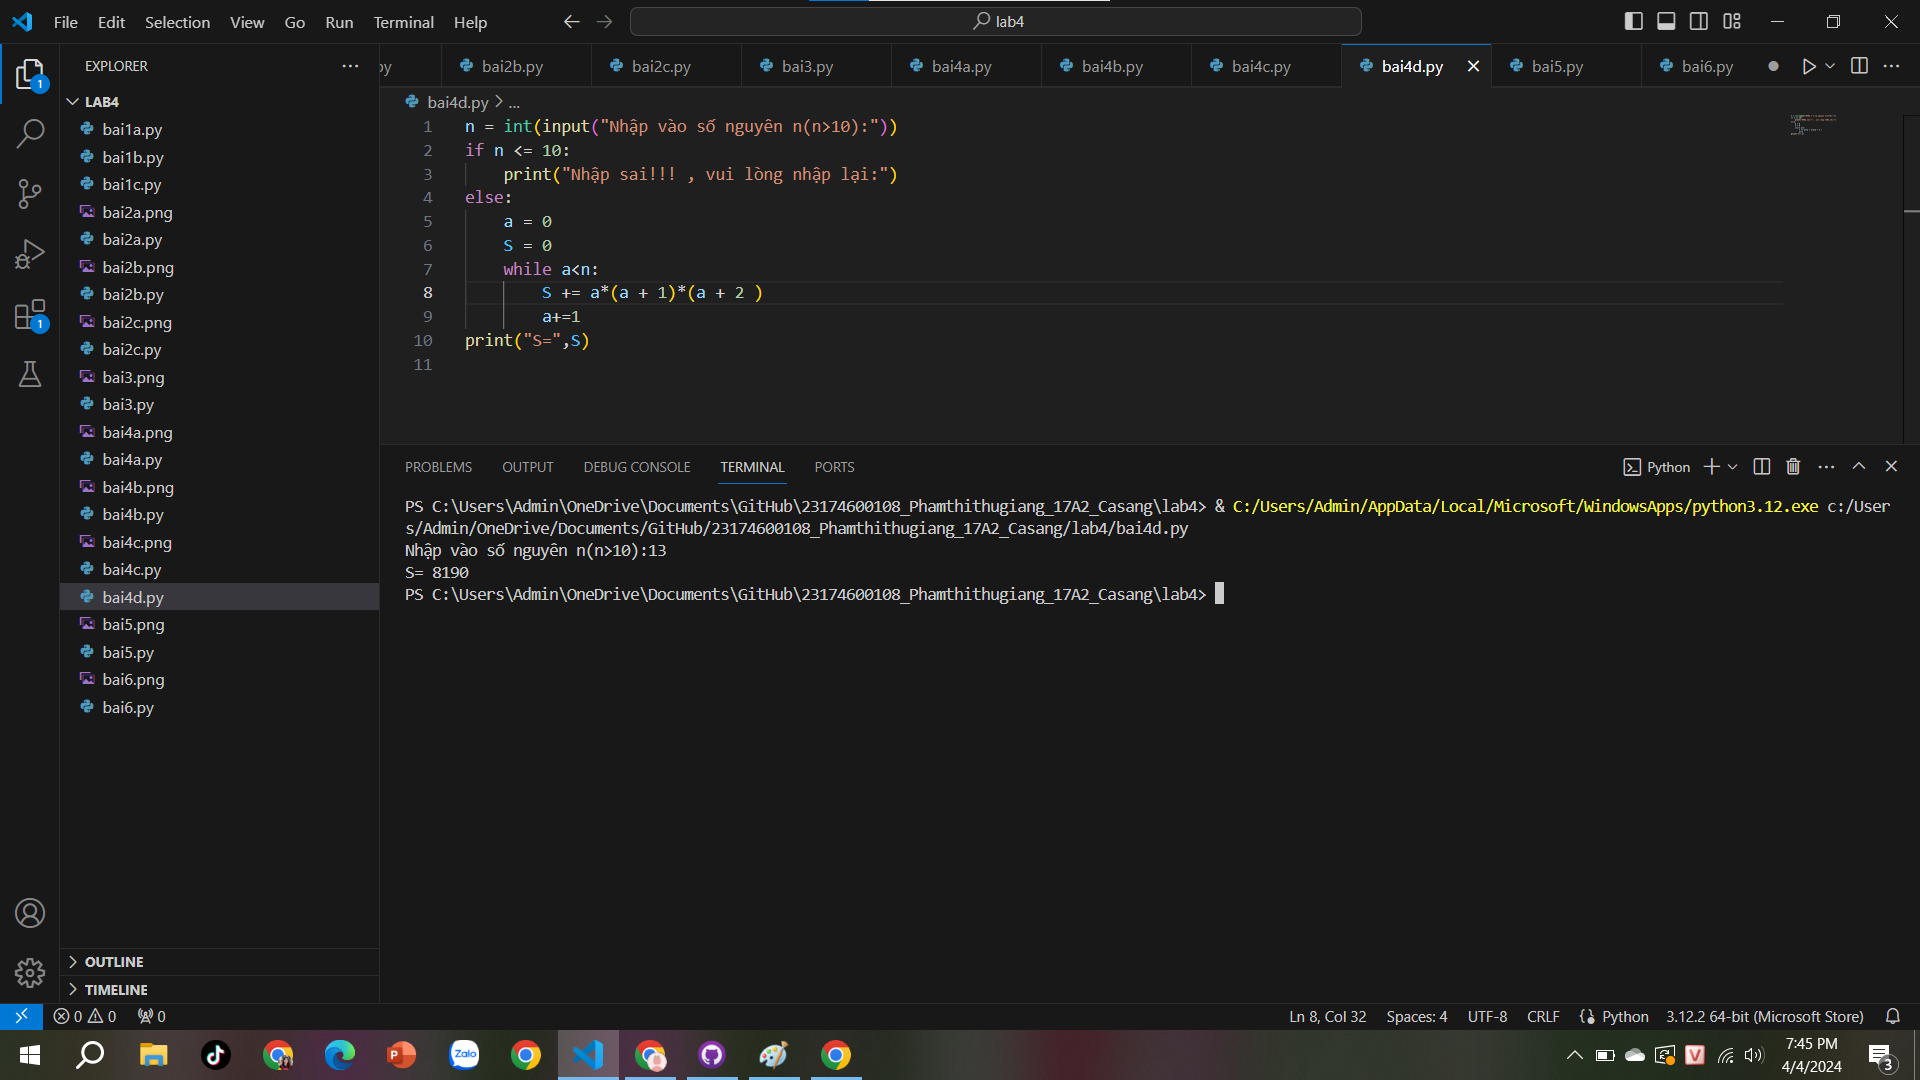 File Edit Selection View Go Run Terminal Help
lab4
EXPLORER
LAB4
bai1a.py
bai1b.py
bai1c.py
bai2a.png
bai2a.py
bai2b.png
bai2b.py
bai2c.png
bai2c.py
bai3.png
bai3.py
bai4a.png
bai4a.py
bai4b.png
bai4b.py
bai4c.png
bai4c.py
bai4d.py
bai5.png
bai5.py
bai6.png
bai6.py
OUTLINE
TIMELINE
1
1
py bai2b.py bai2c.py bai3.py bai4a.py bai4b.py bai4c.py bai4d.py bai5.py bai6.py
bai4d.py > ...
1 n = int(input("Nhập vào số nguyên n(n>10):"))
2 if n <= 10:
3 print("Nhập sai!!! , vui lòng nhập lại:")
4 else:
5 a = 0
6 S = 0
7 while a<n:
8 S += a*(a + 1)*(a + 2 )
9 a+=1
10 print("S=",S)
11
PROBLEMS OUTPUT DEBUG CONSOLE TERMINAL PORTS
Python
PS C:\Users\Admin\OneDrive\Documents\GitHub\23174600108_Phamthithugiang_17A2_Casang\lab4> & C:/Users/Admin/AppData/Local/Microsoft/WindowsApps/python3.12.exe c:/User
s/Admin/OneDrive/Documents/GitHub/23174600108_Phamthithugiang_17A2_Casang/lab4/bai4d.py
Nhập vào số nguyên n(n>10):13
S= 8190
PS C:\Users\Admin\OneDrive\Documents\GitHub\23174600108_Phamthithugiang_17A2_Casang\lab4>
0 0 0
Ln 8, Col 32 Spaces: 4 UTF-8 CRLF Python 3.12.2 64-bit (Microsoft Store)
Zalo
V
7:45 PM
4/4/2024
3